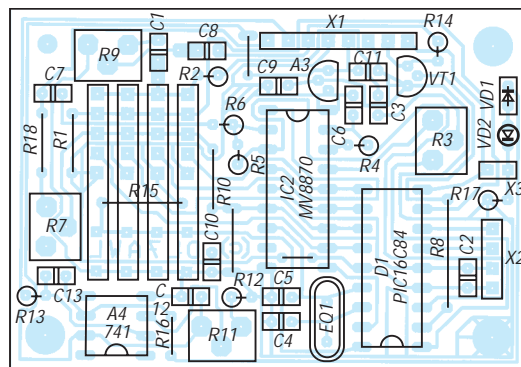 C1
C8
X1
R14
R9
R2
A3
C11
VT1
C7
C9
VD1
R6
C6
C3
VD2
R18
R1
IC2
MV8870
R4
R3
R5
R15
R10
X3
R7
C10
D1
PIC16C84
R17
R8
C2
X2
C13
C
12
R12
C5
EQ1
R13
A4
741
R16
R11
C4